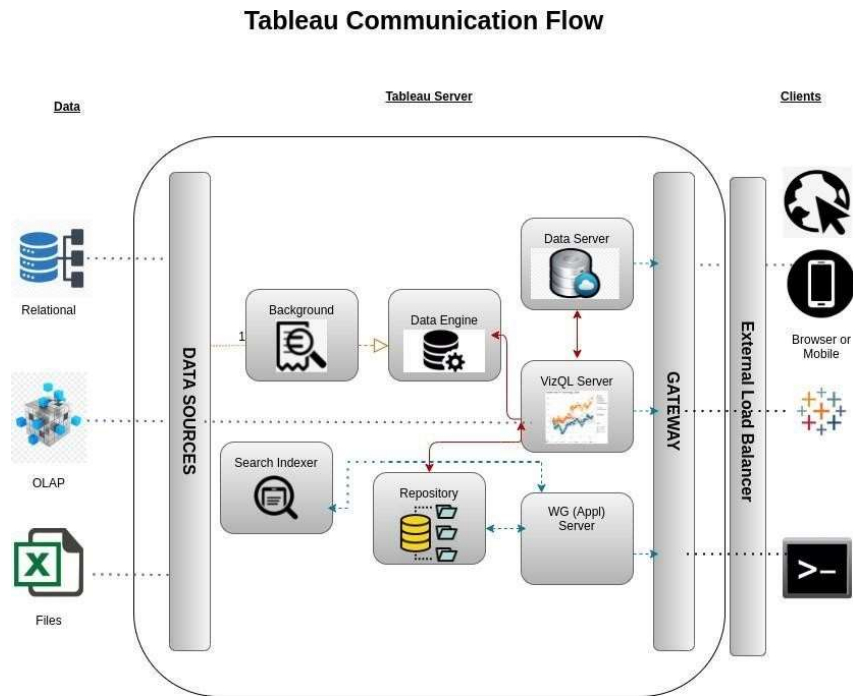 Tableau Communication Flow
Data
Tableau Server
Clients
Relational
OLAP
Files
DATA SOURCES
1
Background
Data Engine
Search Indexer
Repository
Data Server
VizQL Server
WG (Appl)
Server
GATEWAY
External Load Balancer
Browser or
Mobile